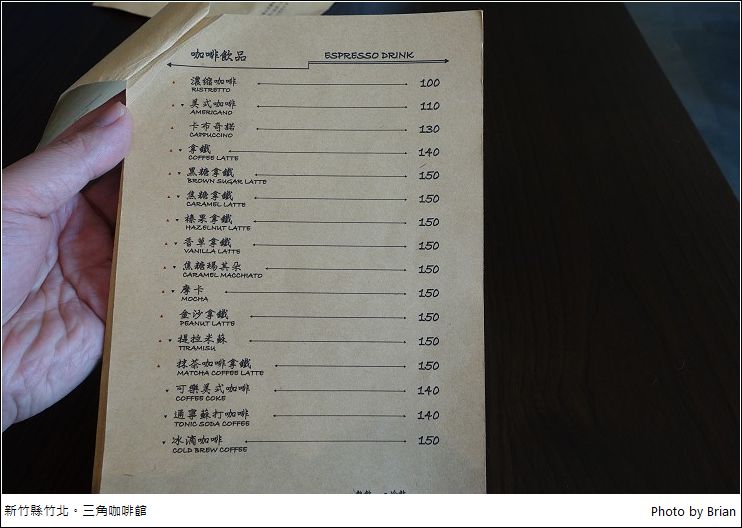 咖啡飲品 ESPRESSO DRINK
濃縮咖啡 100
RISTRETTO
美式咖啡 110
AMERICANO
卡布奇諾 130
CAPPUCCINO
拿鐵 140
COFFEE LATTE
黑糖拿鐵 150
BROWN SUGAR LATTE
焦糖拿鐵 150
CARAMEL LATTE
榛果拿鐵 150
HAZELNUT LATTE
香草拿鐵 150
VANILLA LATTE
焦糖瑪其朵 150
CARAMEL MACCHIATO
摩卡 150
MOCHA
金沙拿鐵 150
PEANUT LATTE
提拉米蘇 150
TIRAMISU
抹茶咖啡拿鐵 150
MATCHA COFFEE LATTE
可樂美式咖啡 140
COFFEE COKE
通寧蘇打咖啡 140
TONIC SODA COFFEE
冰滴咖啡 150
COLD BREW COFFEE
新竹縣竹北。三角咖啡館 Photo by Brian